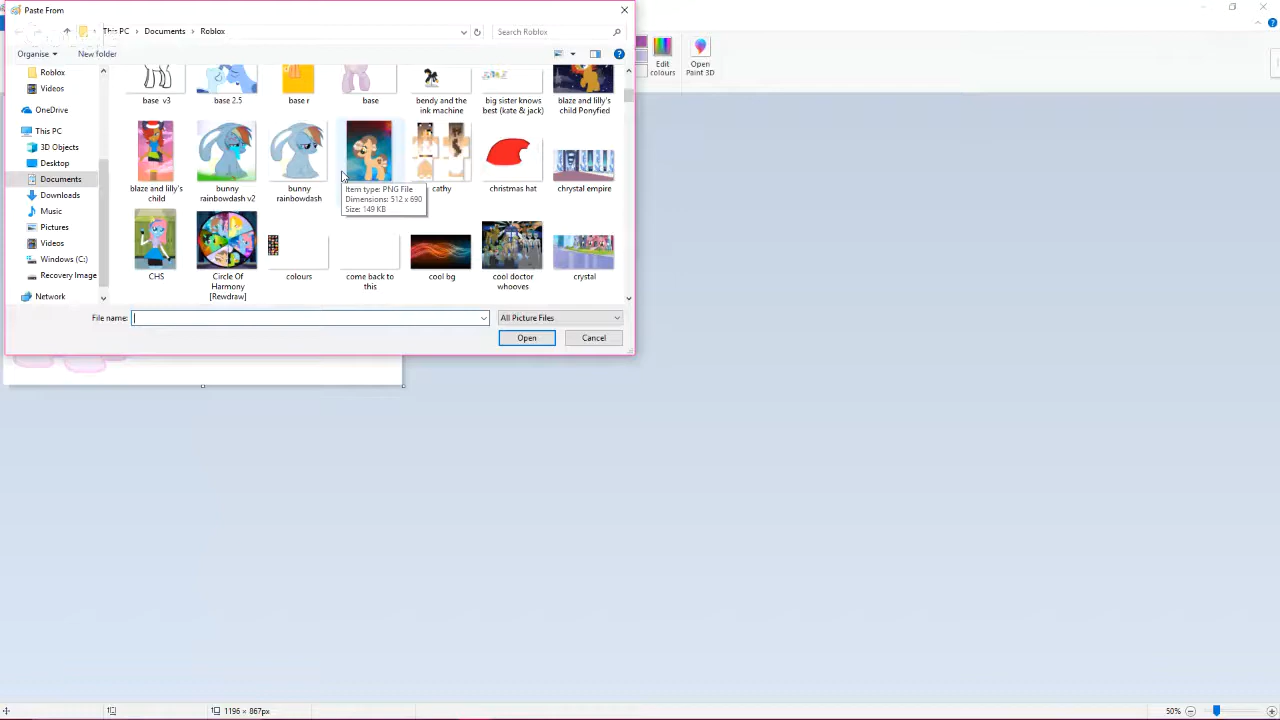 Paste From
This PC
Documents
Roblox
Search Roblox
Organise
New folder
Edit
colours
Open
Paint 3D
Roblox
Videos
OneDrive
This PC
3D Objects
Desktop
Documents
Downloads
Music
Pictures
Videos
Windows (C:)
Recovery Image
Network
base v3
base 2.5
base r
base
bendy and the
ink machine
big sister knows
best (kate & jack)
blaze and lilly's
child Ponyfied
blaze and lilly's
child
bunny
rainbowdash v2
bunny
rainbowdash
cathy
christmas hat
chrystal empire
Item type: PNG File
Dimensions: 512 x 690
Size: 149 KB
CHS
Circle Of
Harmony
[Rewdraw]
colours
come back to
this
cool bg
cool doctor
whooves
crystal
File name:
All Picture Files
Open
Cancel
1196 × 867px
50%